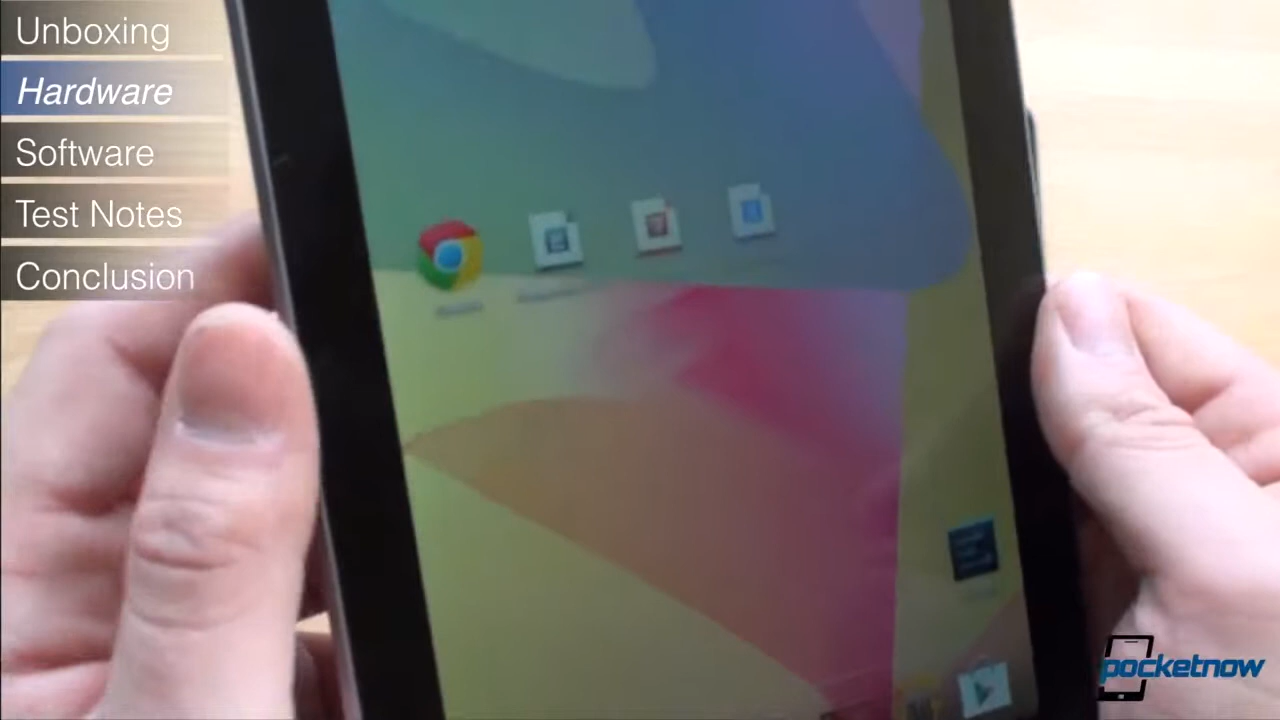 Unboxing
Hardware
Software
Test Notes
Conclusion
pocketnow